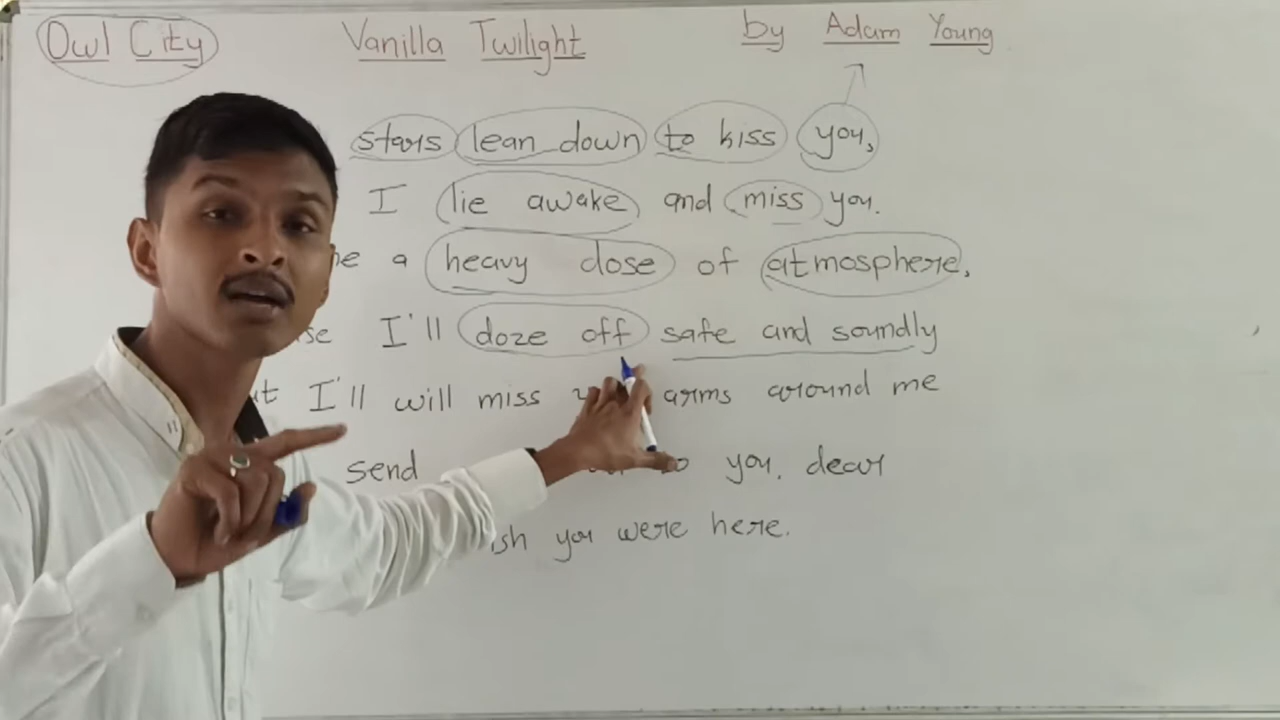 Owl City Vanilla Twilight by Adam Young
stars lean down to kiss you,
I lie awake and miss you.
a heavy dose of atmosphere,
I'll doze off safe and soundly
I'll will miss arms around me
send you, dear
you were here.